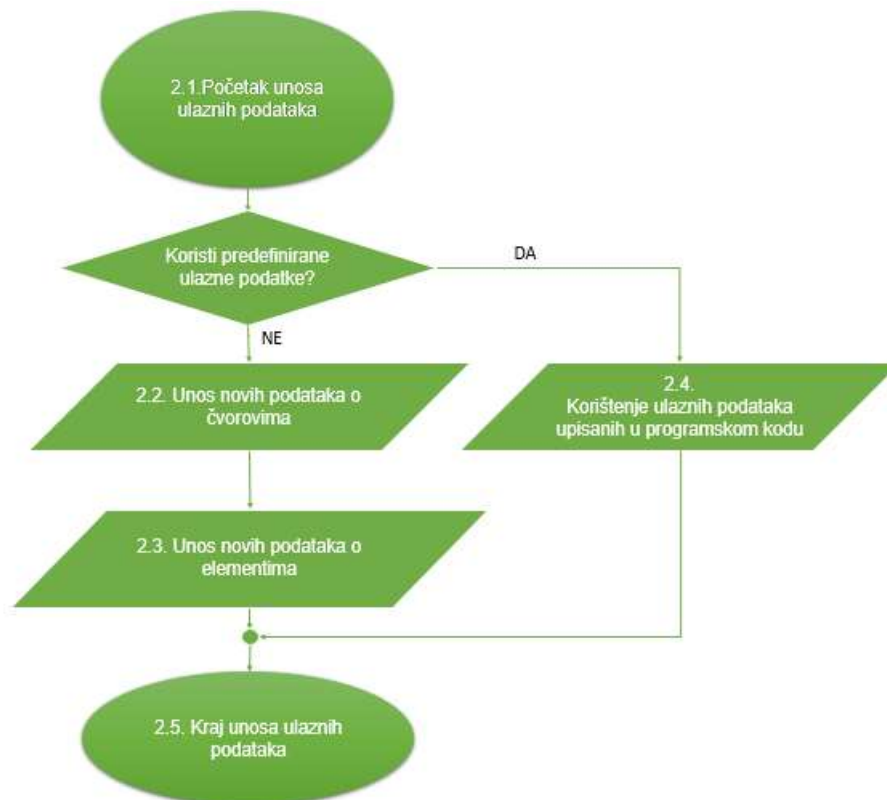 2.1.Početak unosa
ulaznih podataka
Koristi predefinirane
ulazne podatke?
DA
NE
2.2. Unos novih podataka o
čvorovima
2.4.
Korištenje ulaznih podataka
upisanih u programskom kodu
2.3. Unos novih podataka o
elementima
2.5. Kraj unosa ulaznih
podataka